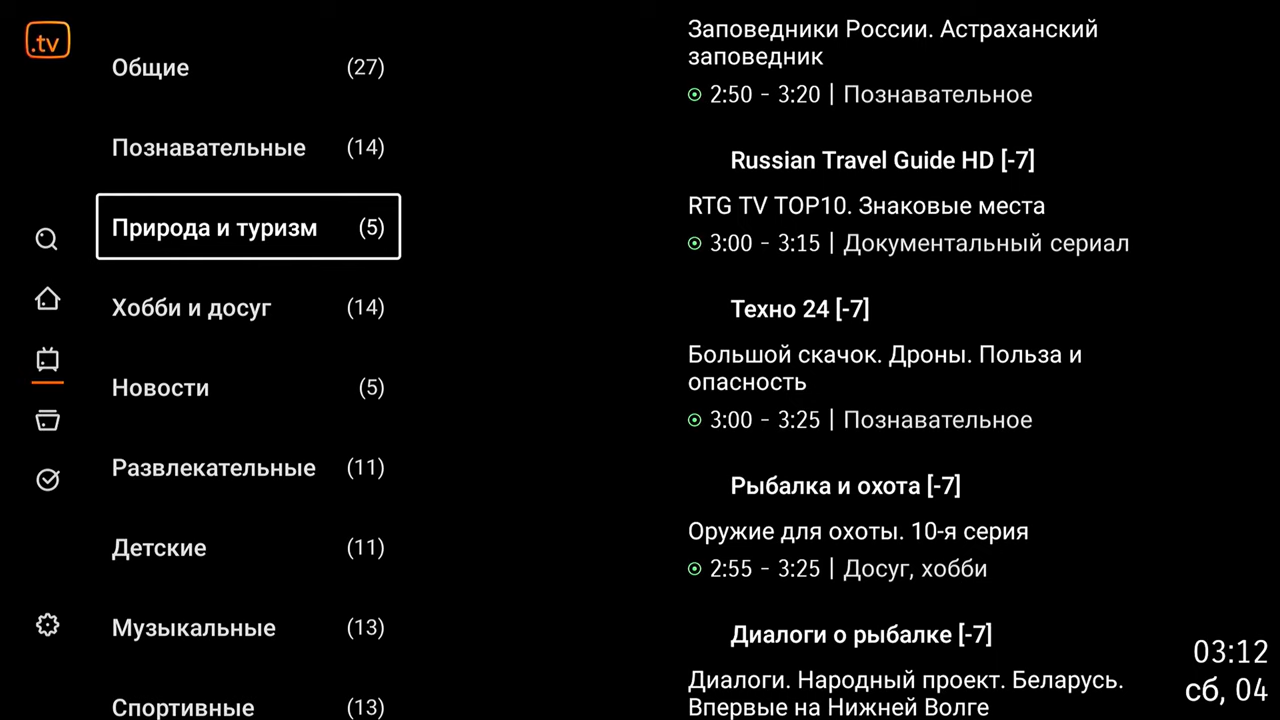 .tv
Общие (27)
Познавательные (14)
Природа и туризм (5)
Хобби и досуг (14)
Новости (5)
Развлекательные (11)
Детские (11)
Музыкальные (13)
Спортивные (13)
Заповедники России. Астраханский
заповедник
2:50 - 3:20 | Познавательное
Russian Travel Guide HD [-7]
RTG TV TOP10. Знаковые места
3:00 - 3:15 | Документальный сериал
Техно 24 [-7]
Большой скачок. Дроны. Польза и
опасность
3:00 - 3:25 | Познавательное
Рыбалка и охота [-7]
Оружие для охоты. 10-я серия
2:55 - 3:25 | Досуг, хобби
Диалоги о рыбалке [-7]
Диалоги. Народный проект. Беларусь.
Впервые на Нижней Волге
03:12
сб, 04